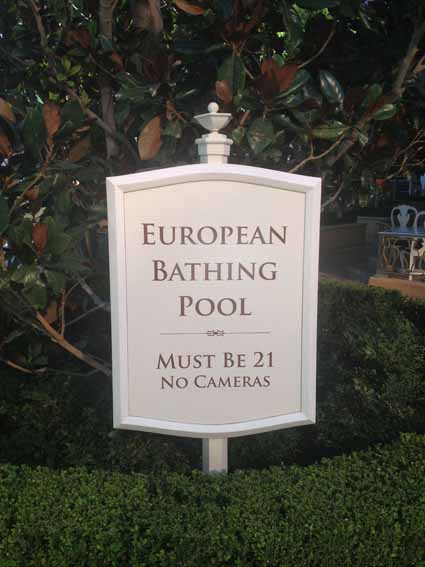 EUROPEAN
BATHING
POOL
MUST BE 21
NO CAMERAS